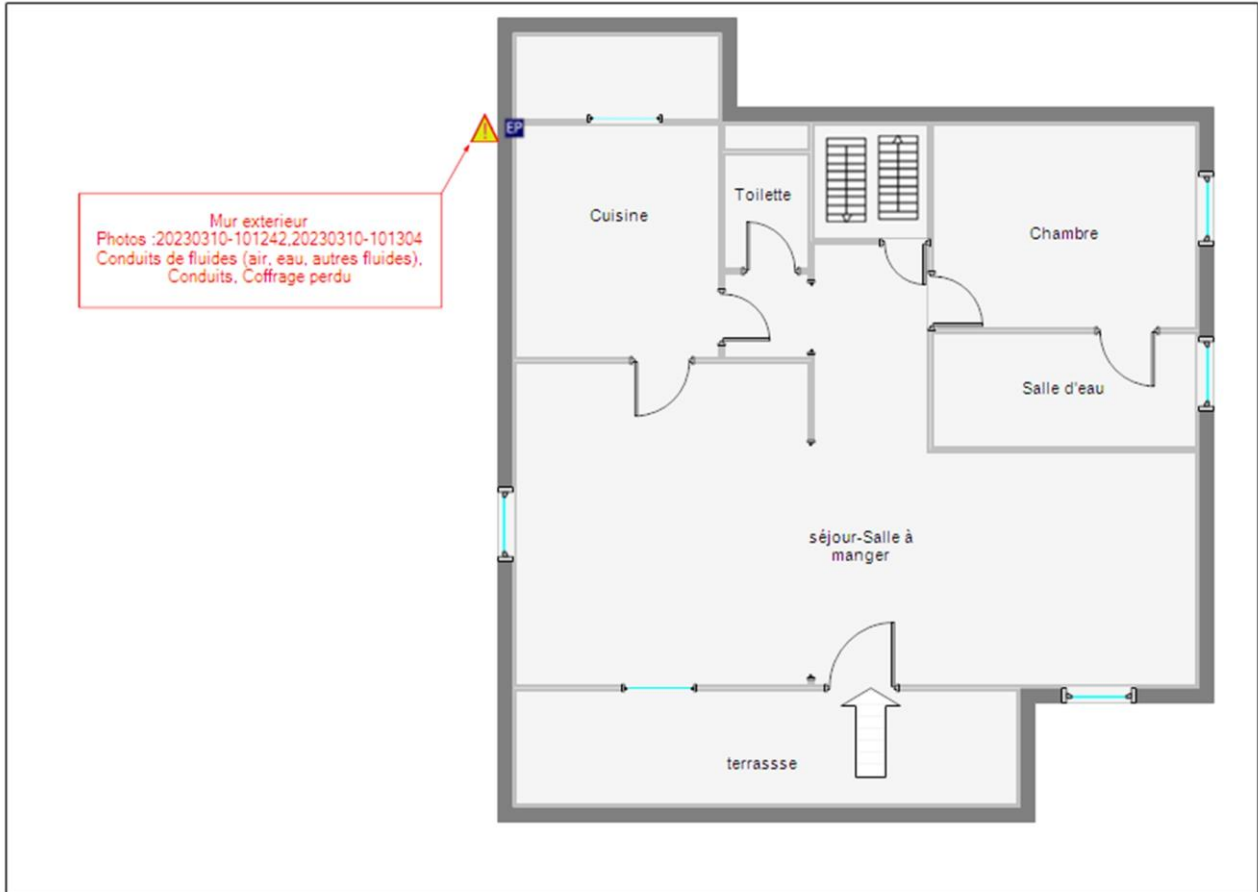 EP
Mur exterieur
Photos :20230310-101242,20230310-101304
Conduits de fluides (air, eau, autres fluides),
Conduits, Coffrage perdu
Toilette
Cuisine
Chambre
Salle d'eau
séjour-Salle à
manger
terrassse